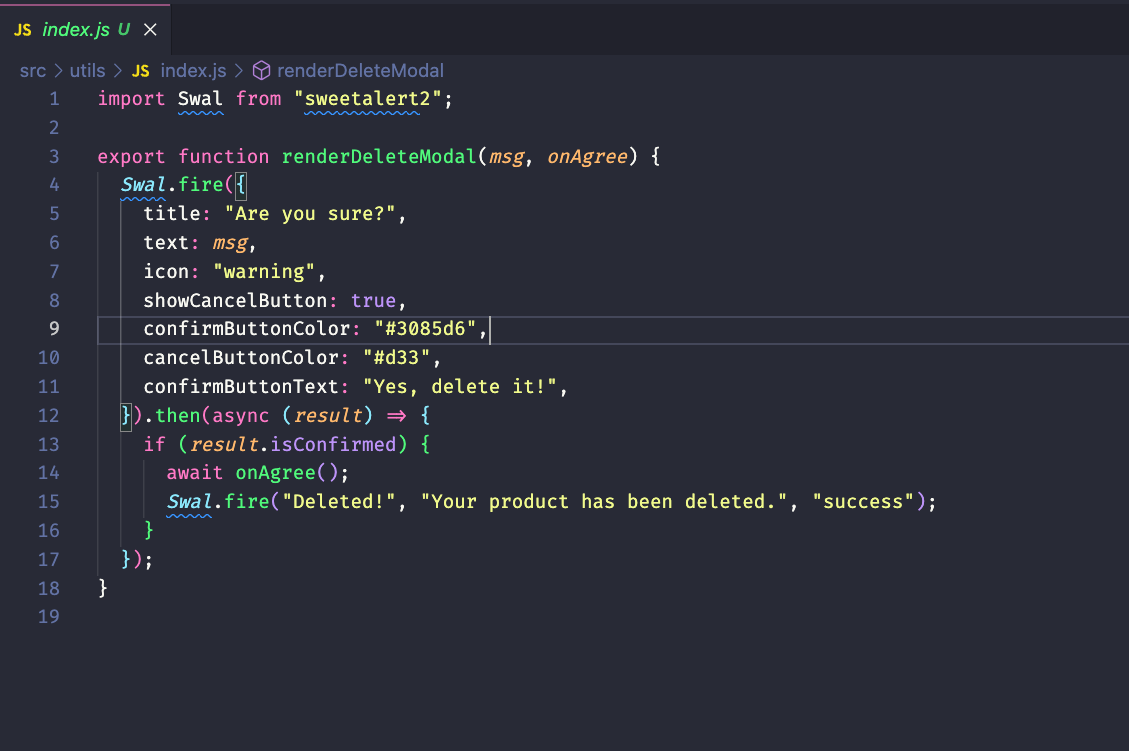 JS index.js U ×
src > utils > JS index.js > renderDeleteModal
1 import Swal from "sweetalert2";
2
3 export function renderDeleteModal(msg, onAgree) {
4   Swal.fire({
5     title: "Are you sure?",
6     text: msg,
7     icon: "warning",
8     showCancelButton: true,
9     confirmButtonColor: "#3085d6",
10     cancelButtonColor: "#d33",
11     confirmButtonText: "Yes, delete it!",
12   }).then(async (result) => {
13     if (result.isConfirmed) {
14       await onAgree();
15       Swal.fire("Deleted!", "Your product has been deleted.", "success");
16     }
17   });
18 }
19